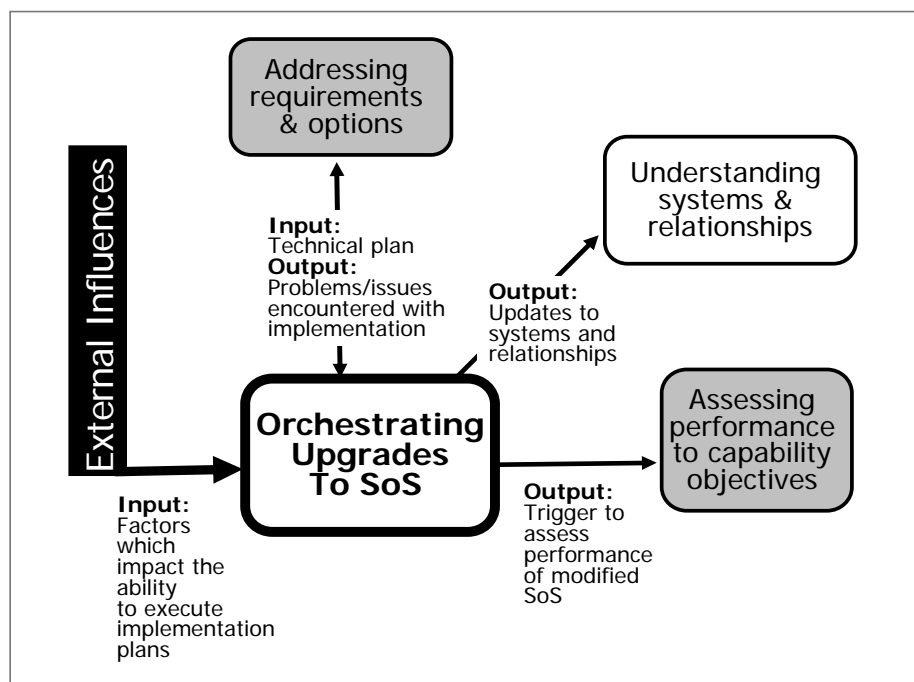 Addressing
requirements
& options
External Influences
Understanding
systems &
relationships
Input:
Technical plan
Output:
Problems/issues
encountered with
implementation
Output:
Updates to
systems and
relationships
Orchestrating
Upgrades
To SoS
Assessing
performance
to capability
objectives
Input:
Factors
which
impact the
ability
to execute
implementation
plans
Output:
Trigger to
assess
performance
of modified
SoS